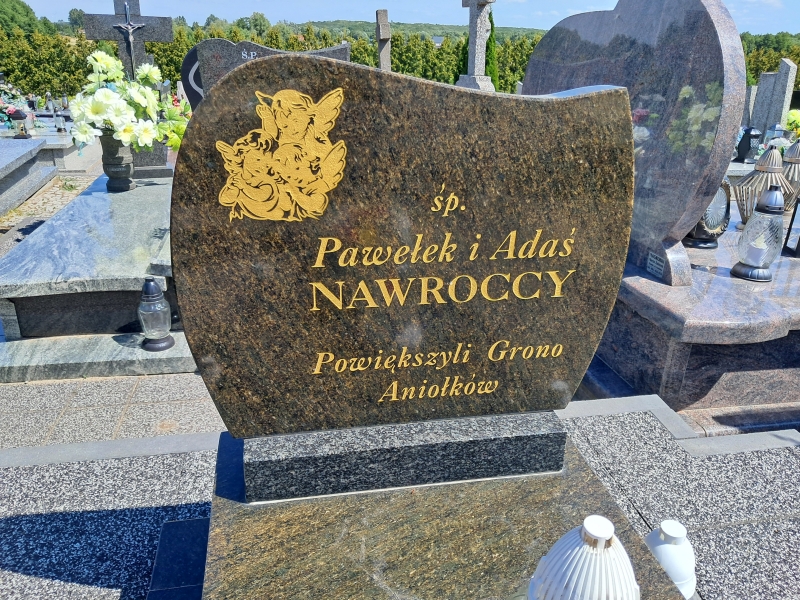 Ś.P.
śp.
Pawełek i Adaś
NAWROCCY
Powiększyli Grono
Aniołków